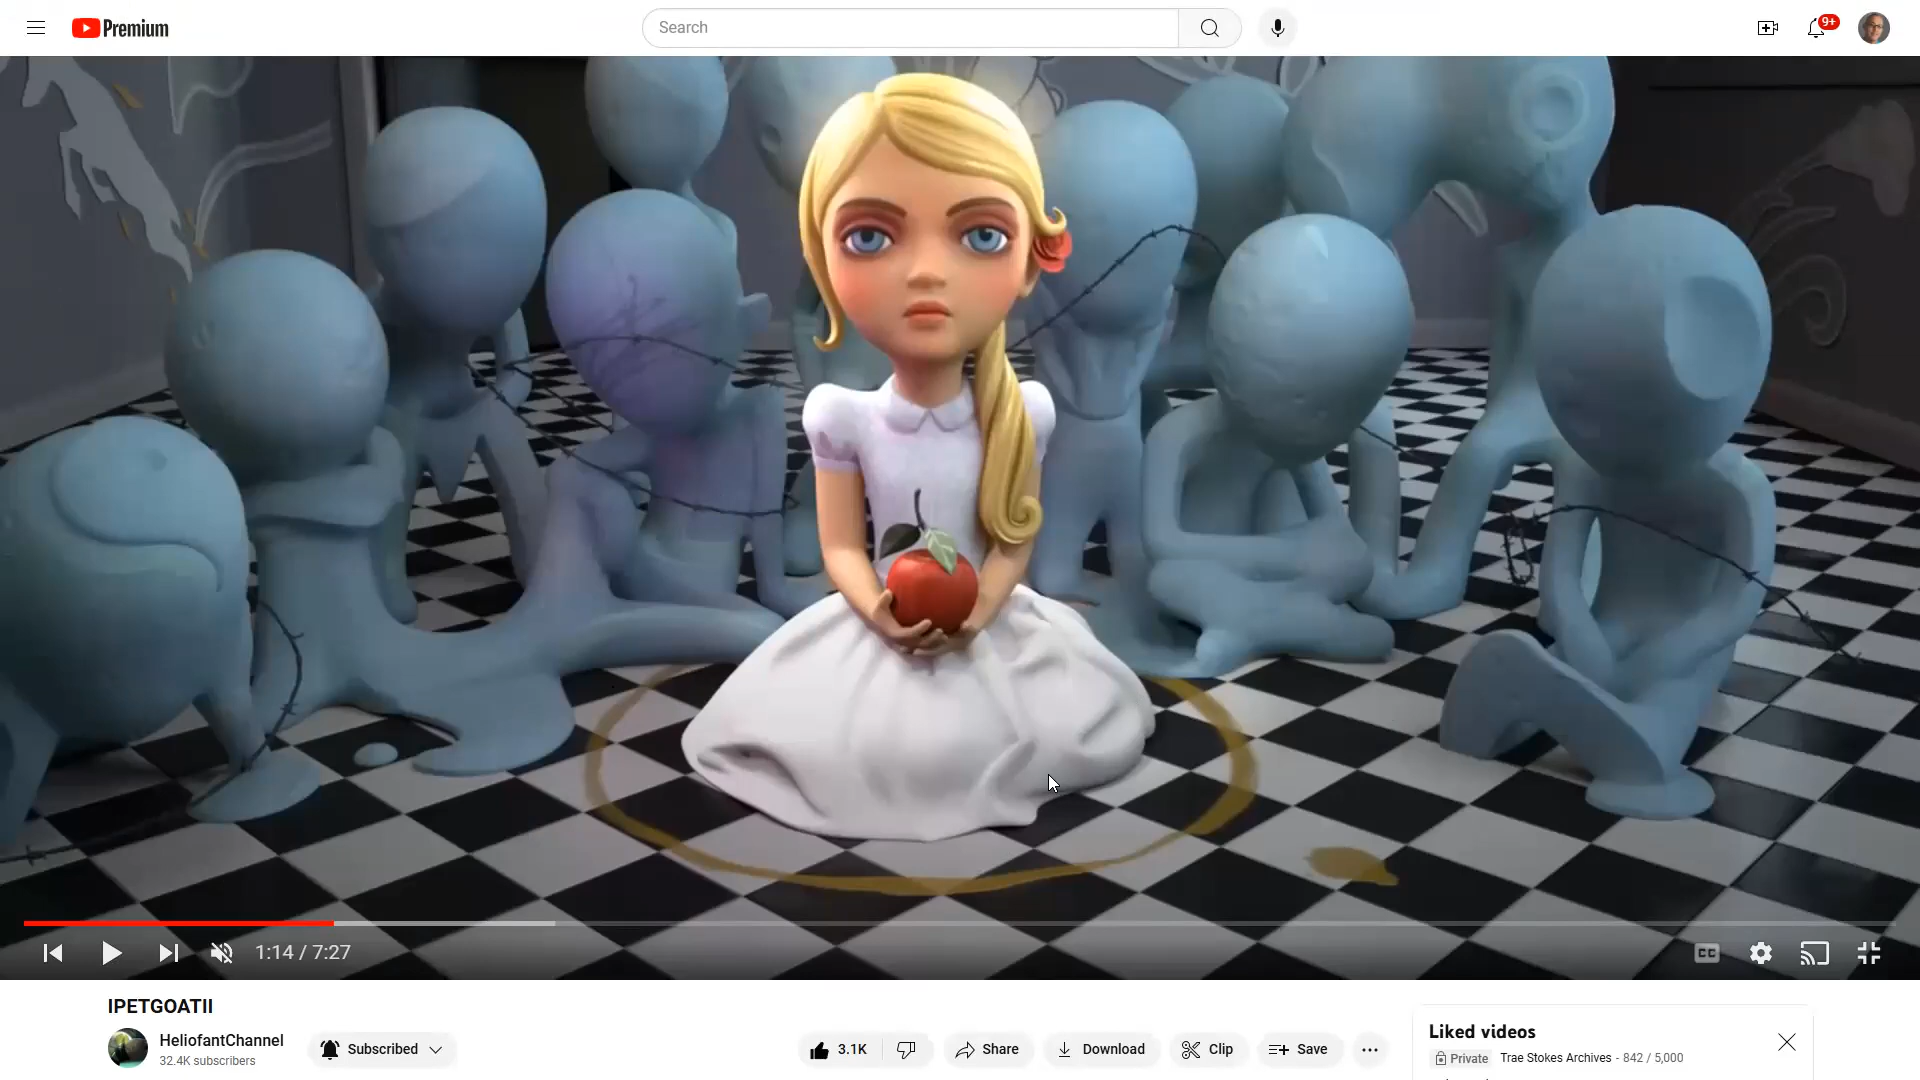 Premium
Search
9+
1:14 / 7:27
CC
IPETGOATII
HeliofantChannel
32.4K subscribers
Subscribed
3.1K
Share
Download
Clip
Save
Liked videos
Private
Trae Stokes Archives - 842 / 5,000